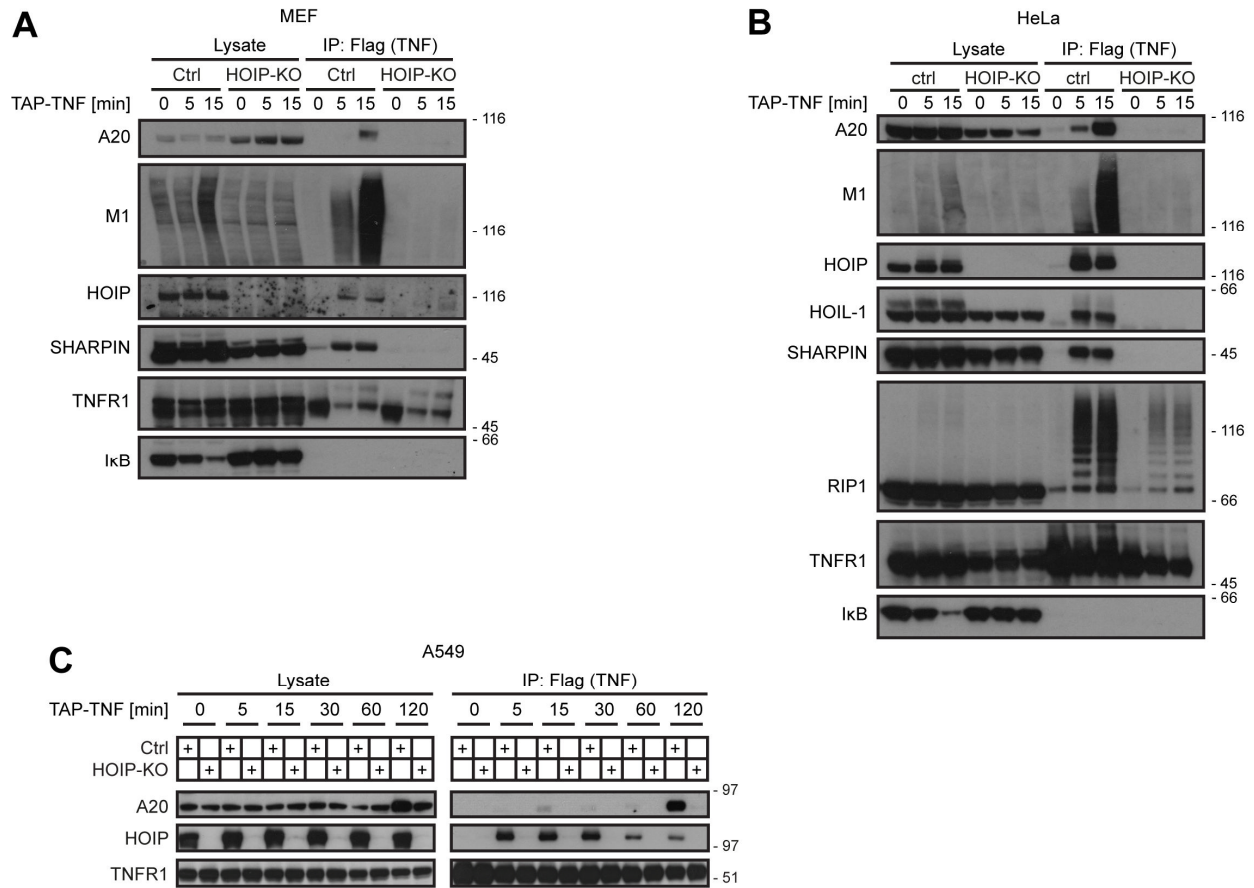 A
MEF
Lysate IP: Flag (TNF)
Ctrl HOIP-KO Ctrl HOIP-KO
TAP-TNF [min] 0 5 15 0 5 15 0 5 15 0 5 15
- 116
A20
M1
- 116
HOIP
- 116
SHARPIN
- 45
TNFR1
- 45
- 66
IκB
B
HeLa
Lysate IP: Flag (TNF)
ctrl HOIP-KO ctrl HOIP-KO
TAP-TNF [min] 0 5 15 0 5 15 0 5 15 0 5 15
- 116
A20
M1
- 116
HOIP
- 116
- 66
HOIL-1
SHARPIN
- 45
- 116
RIP1
- 66
TNFR1
- 45
- 66
IκB
C
A549
Lysate IP: Flag (TNF)
TAP-TNF [min] 0 5 15 30 60 120 0 5 15 30 60 120
Ctrl + + + + + + + + + + + +
HOIP-KO + + + + + + + + + + + +
- 97
A20
HOIP
- 97
TNFR1
- 51